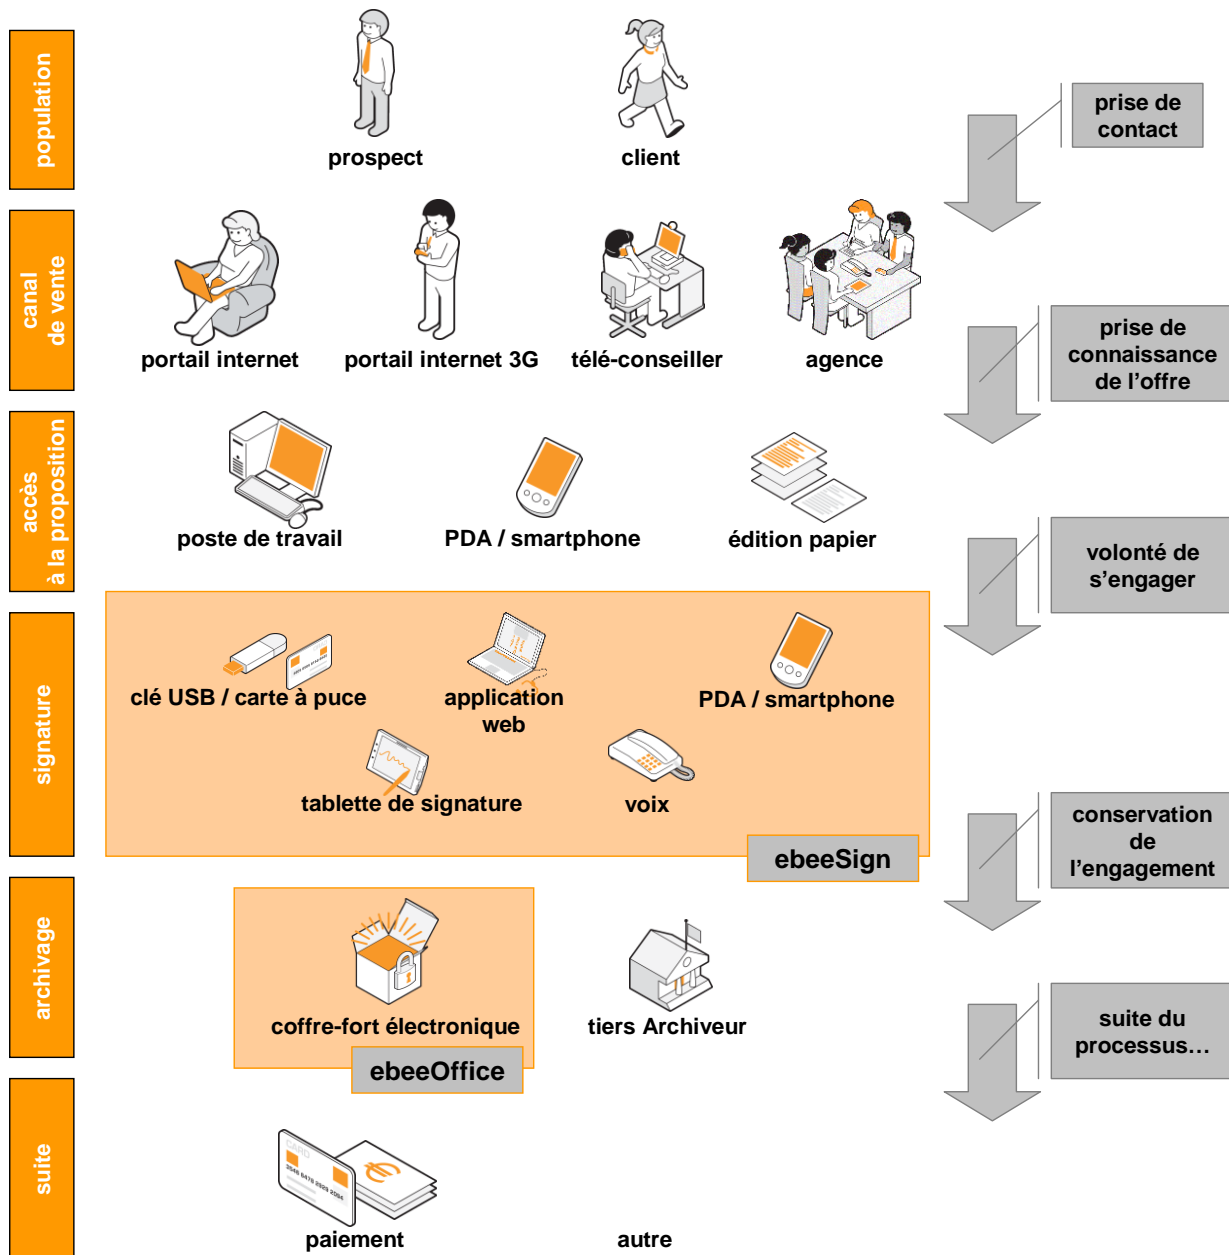 population
prospect
client
prise de
contact
canal
de vente
portail internet
portail internet 3G
télé-conseiller
agence
prise de
connaissance
de l’offre
accès
à la proposition
poste de travail
PDA / smartphone
édition papier
volonté de
s’engager
signature
clé USB / carte à puce
application
web
PDA / smartphone
tablette de signature
voix
ebeeSign
conservation
de
l’engagement
archivage
coffre-fort électronique
ebeeOffice
tiers Archiveur
suite du
processus…
suite
CARD
paiement
autre